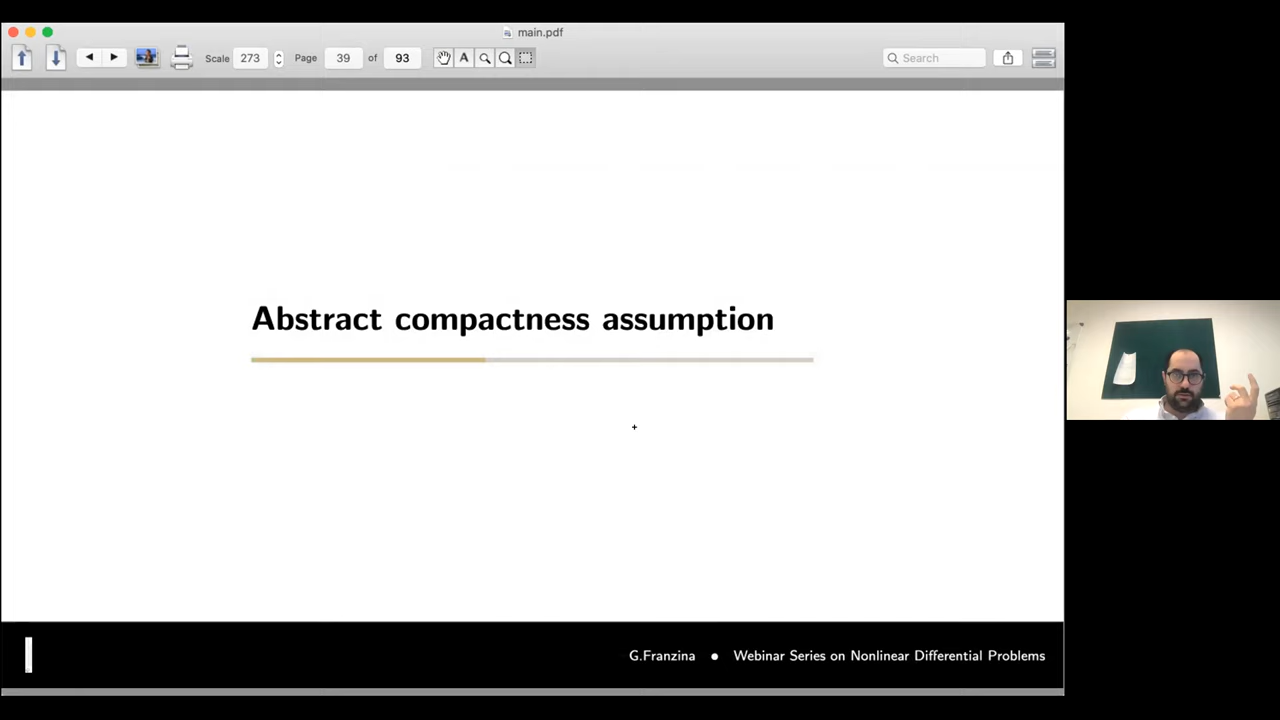 main.pdf
Scale 273 Page 39 of 93 A Search
Abstract compactness assumption
G.Franzina • Webinar Series on Nonlinear Differential Problems